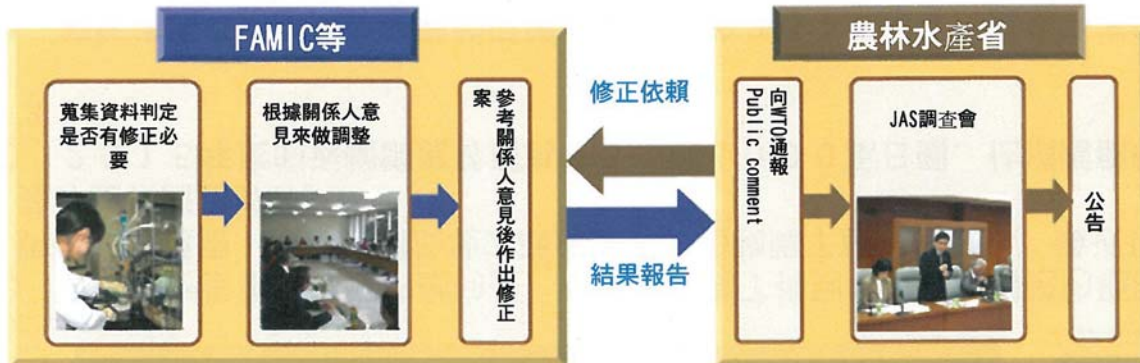 FAMIC等
農林水產省
蒐集資料判定
是否有修正必
要
根據關係人意
見來做調整
參考關係人意見後作出修正
案
修正依賴
結果報告
向WTO通報
Public comment
JAS調查會
公告